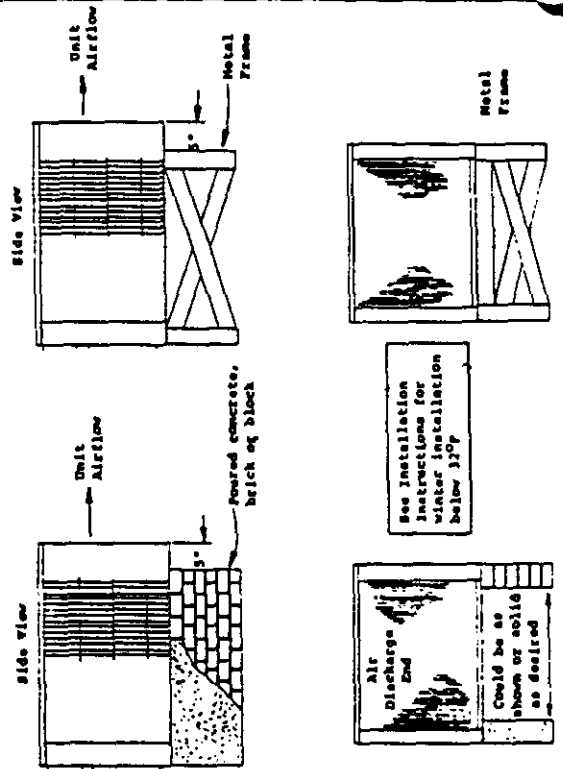 Side View
Unit
Airflow
5"
Poured concrete,
brick or block
Side View
Unit
Airflow
5"
Metal
Frame
Air
Discharge
End
Could be as
shown or solid
as desired
See Installation
Instructions for
winter installation
below 32°F
Metal
Frame